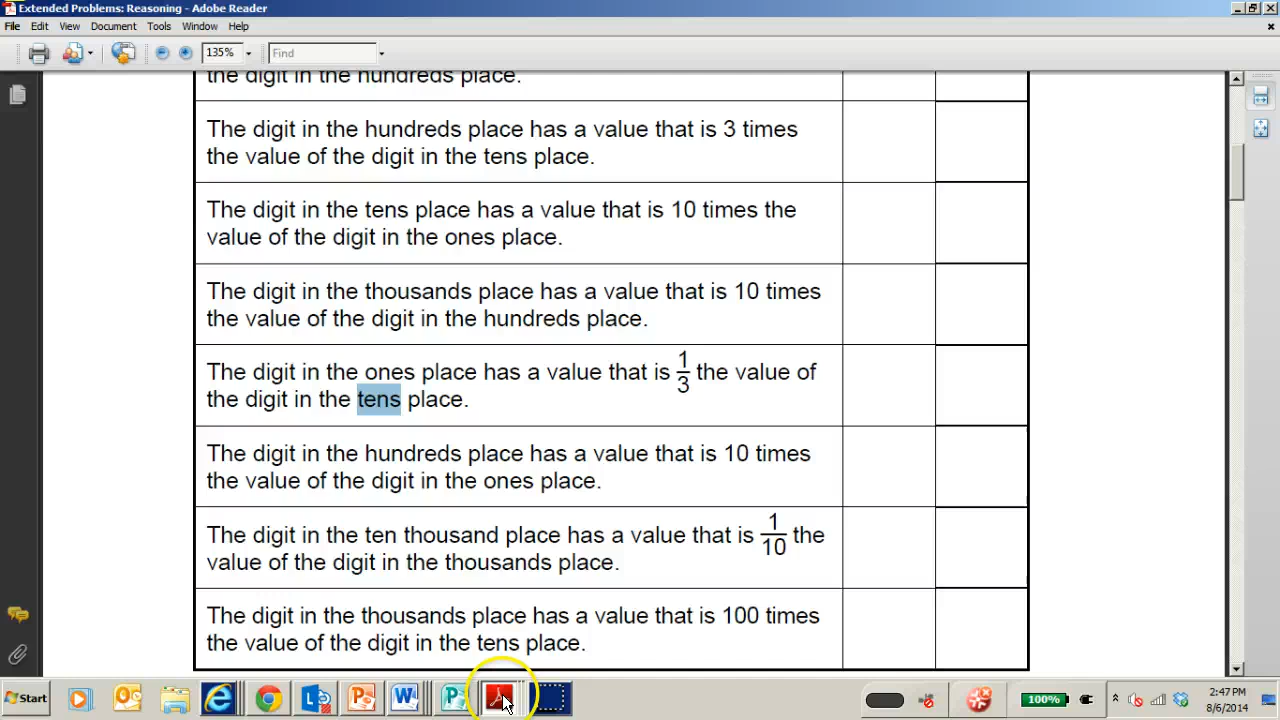 Extended Problems: Reasoning - Adobe Reader
File Edit View Document Tools Window Help
135% Find
the digit in the hundreds place.
The digit in the hundreds place has a value that is 3 times
the value of the digit in the tens place.
The digit in the tens place has a value that is 10 times the
value of the digit in the ones place.
The digit in the thousands place has a value that is 10 times
the value of the digit in the hundreds place.
The digit in the ones place has a value that is 1/3 the value of
the digit in the tens place.
The digit in the hundreds place has a value that is 10 times
the value of the digit in the ones place.
The digit in the ten thousand place has a value that is 1/10 the
value of the digit in the thousands place.
The digit in the thousands place has a value that is 100 times
the value of the digit in the tens place.
Start 100% 2:47 PM
8/6/2014